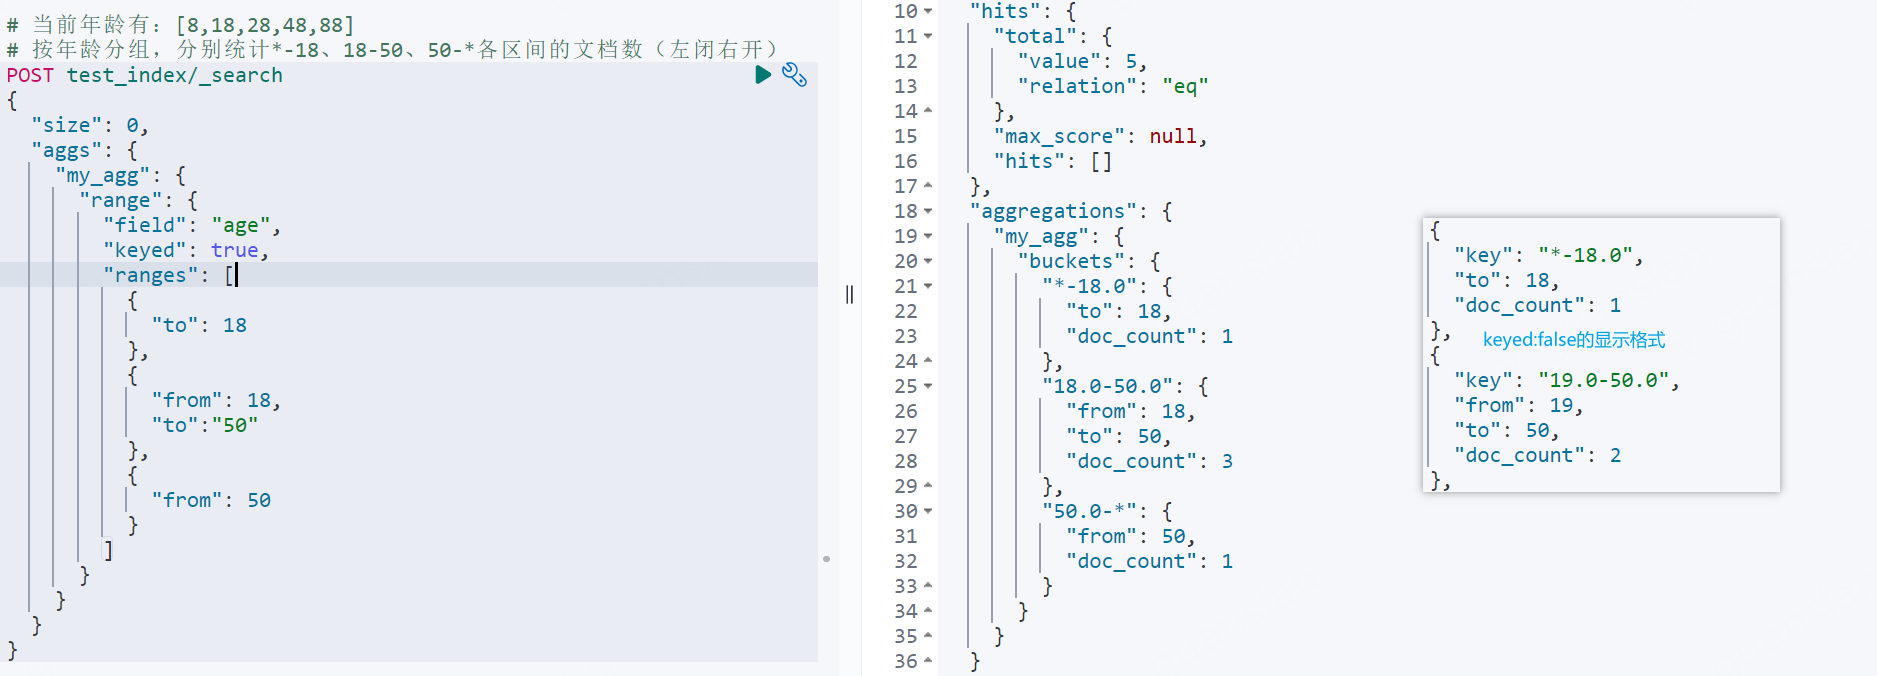 # 当前年龄有：[8,18,28,48,88]
# 按年龄分组，分别统计*-18、18-50、50-*各区间的文档数（左闭右开）
POST test_index/_search
{
  "size": 0,
  "aggs": {
    "my_agg": {
      "range": {
        "field": "age",
        "keyed": true,
        "ranges": [
          {
            "to": 18
          },
          {
            "from": 18,
            "to":"50"
          },
          {
            "from": 50
          }
        ]
      }
    }
  }
}
10   "hits": {
11     "total": {
12       "value": 5,
13       "relation": "eq"
14     },
15     "max_score": null,
16     "hits": []
17   },
18   "aggregations": {
19     "my_agg": {
20       "buckets": {
21         "*-18.0": {
22           "to": 18,
23           "doc_count": 1
24         },
25         "18.0-50.0": {
26           "from": 18,
27           "to": 50,
28           "doc_count": 3
29         },
30         "50.0-*": {
31           "from": 50,
32           "doc_count": 1
33         }
34       }
35     }
36   }
{
  "key": "*-18.0",
  "to": 18,
  "doc_count": 1
},
keyed:false的显示格式
{
  "key": "19.0-50.0",
  "from": 19,
  "to": 50,
  "doc_count": 2
},